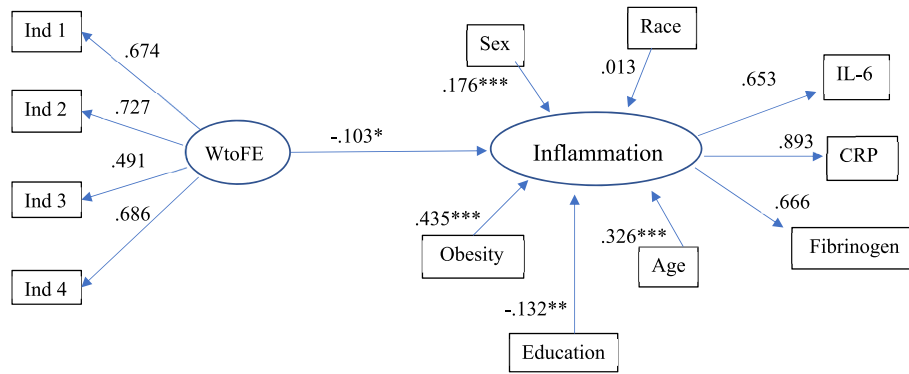 Ind 1
.674
Ind 2
.727
.491
Ind 3
.686
Ind 4
WtoFE
-.103*
Sex
.176***
Race
.013
Inflammation
.653
IL-6
.893
CRP
.666
Fibrinogen
.435***
Obesity
-.132**
Education
.326***
Age